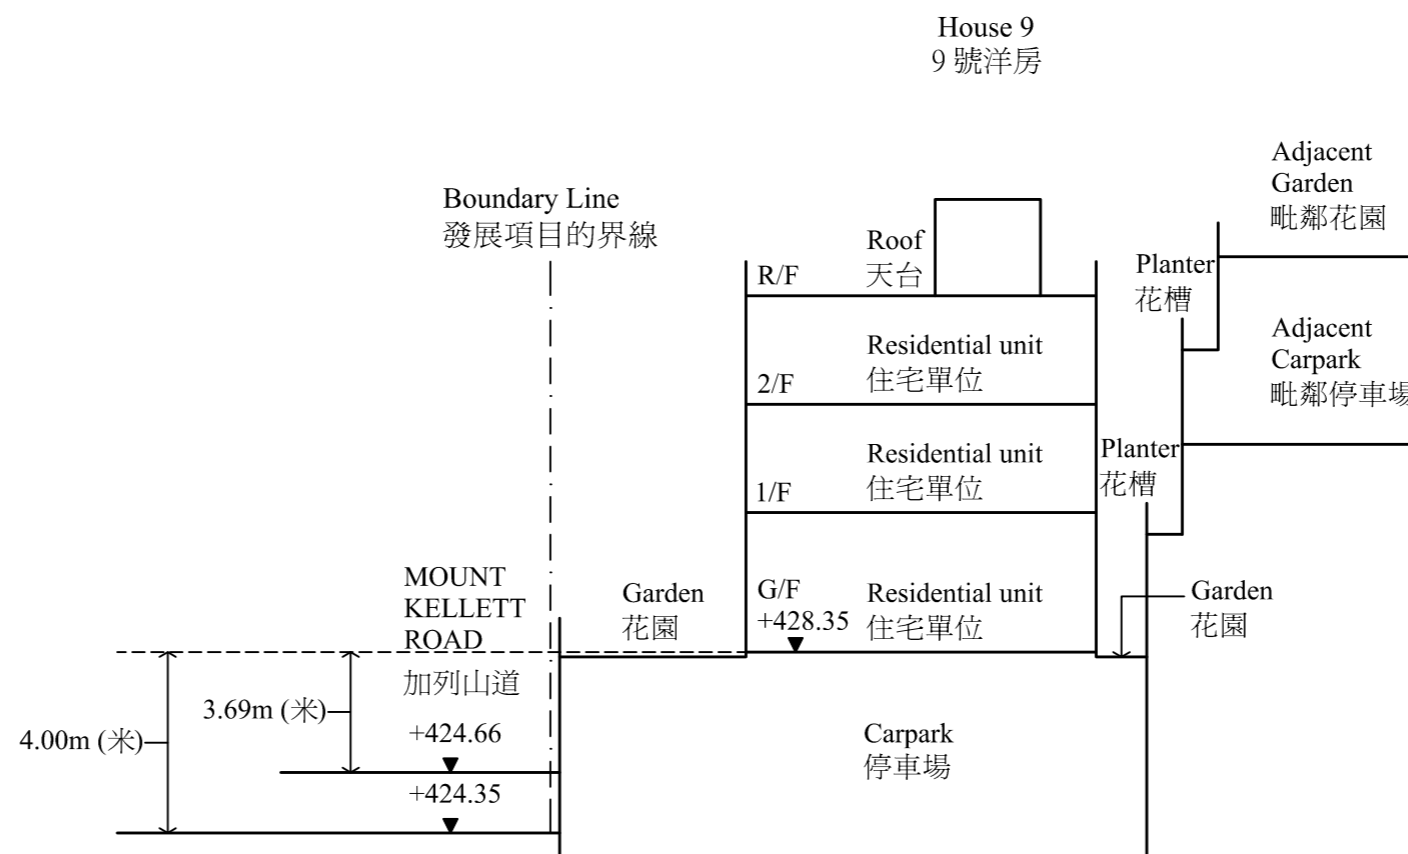 House 9
9 號洋房
Adjacent
Garden
毗鄰花園
Boundary Line
發展項目的界線
Roof
天台
R/F
Planter
花槽
Adjacent
Carpark
毗鄰停車場
Residential unit
住宅單位
2/F
Residential unit
住宅單位
1/F
Planter
花槽
MOUNT
KELLETT
ROAD
加列山道
Garden
花園
G/F
+428.35
Residential unit
住宅單位
Garden
花園
3.69m (米)
4.00m (米)
+424.66
+424.35
Carpark
停車場